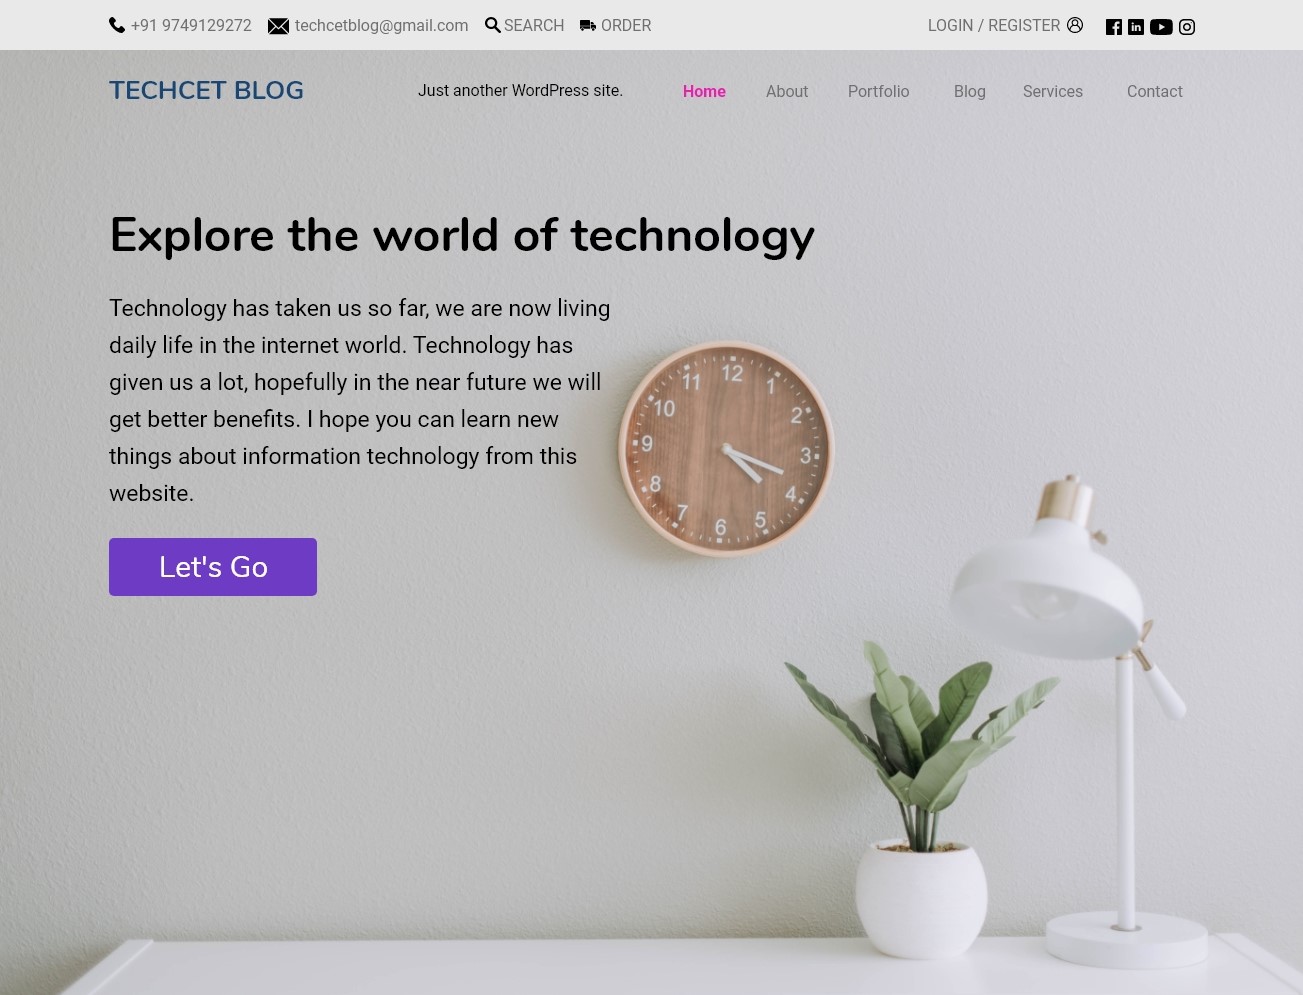 +91 9749129272 techcetblog@gmail.com SEARCH ORDER LOGIN / REGISTER
TECHCET BLOG Just another WordPress site. Home About Portfolio Blog Services Contact
Explore the world of technology
Technology has taken us so far, we are now living
daily life in the internet world. Technology has
given us a lot, hopefully in the near future we will
get better benefits. I hope you can learn new
things about information technology from this
website.
Let's Go
12
11 1
10 2
9 3
8 4
7 5
6